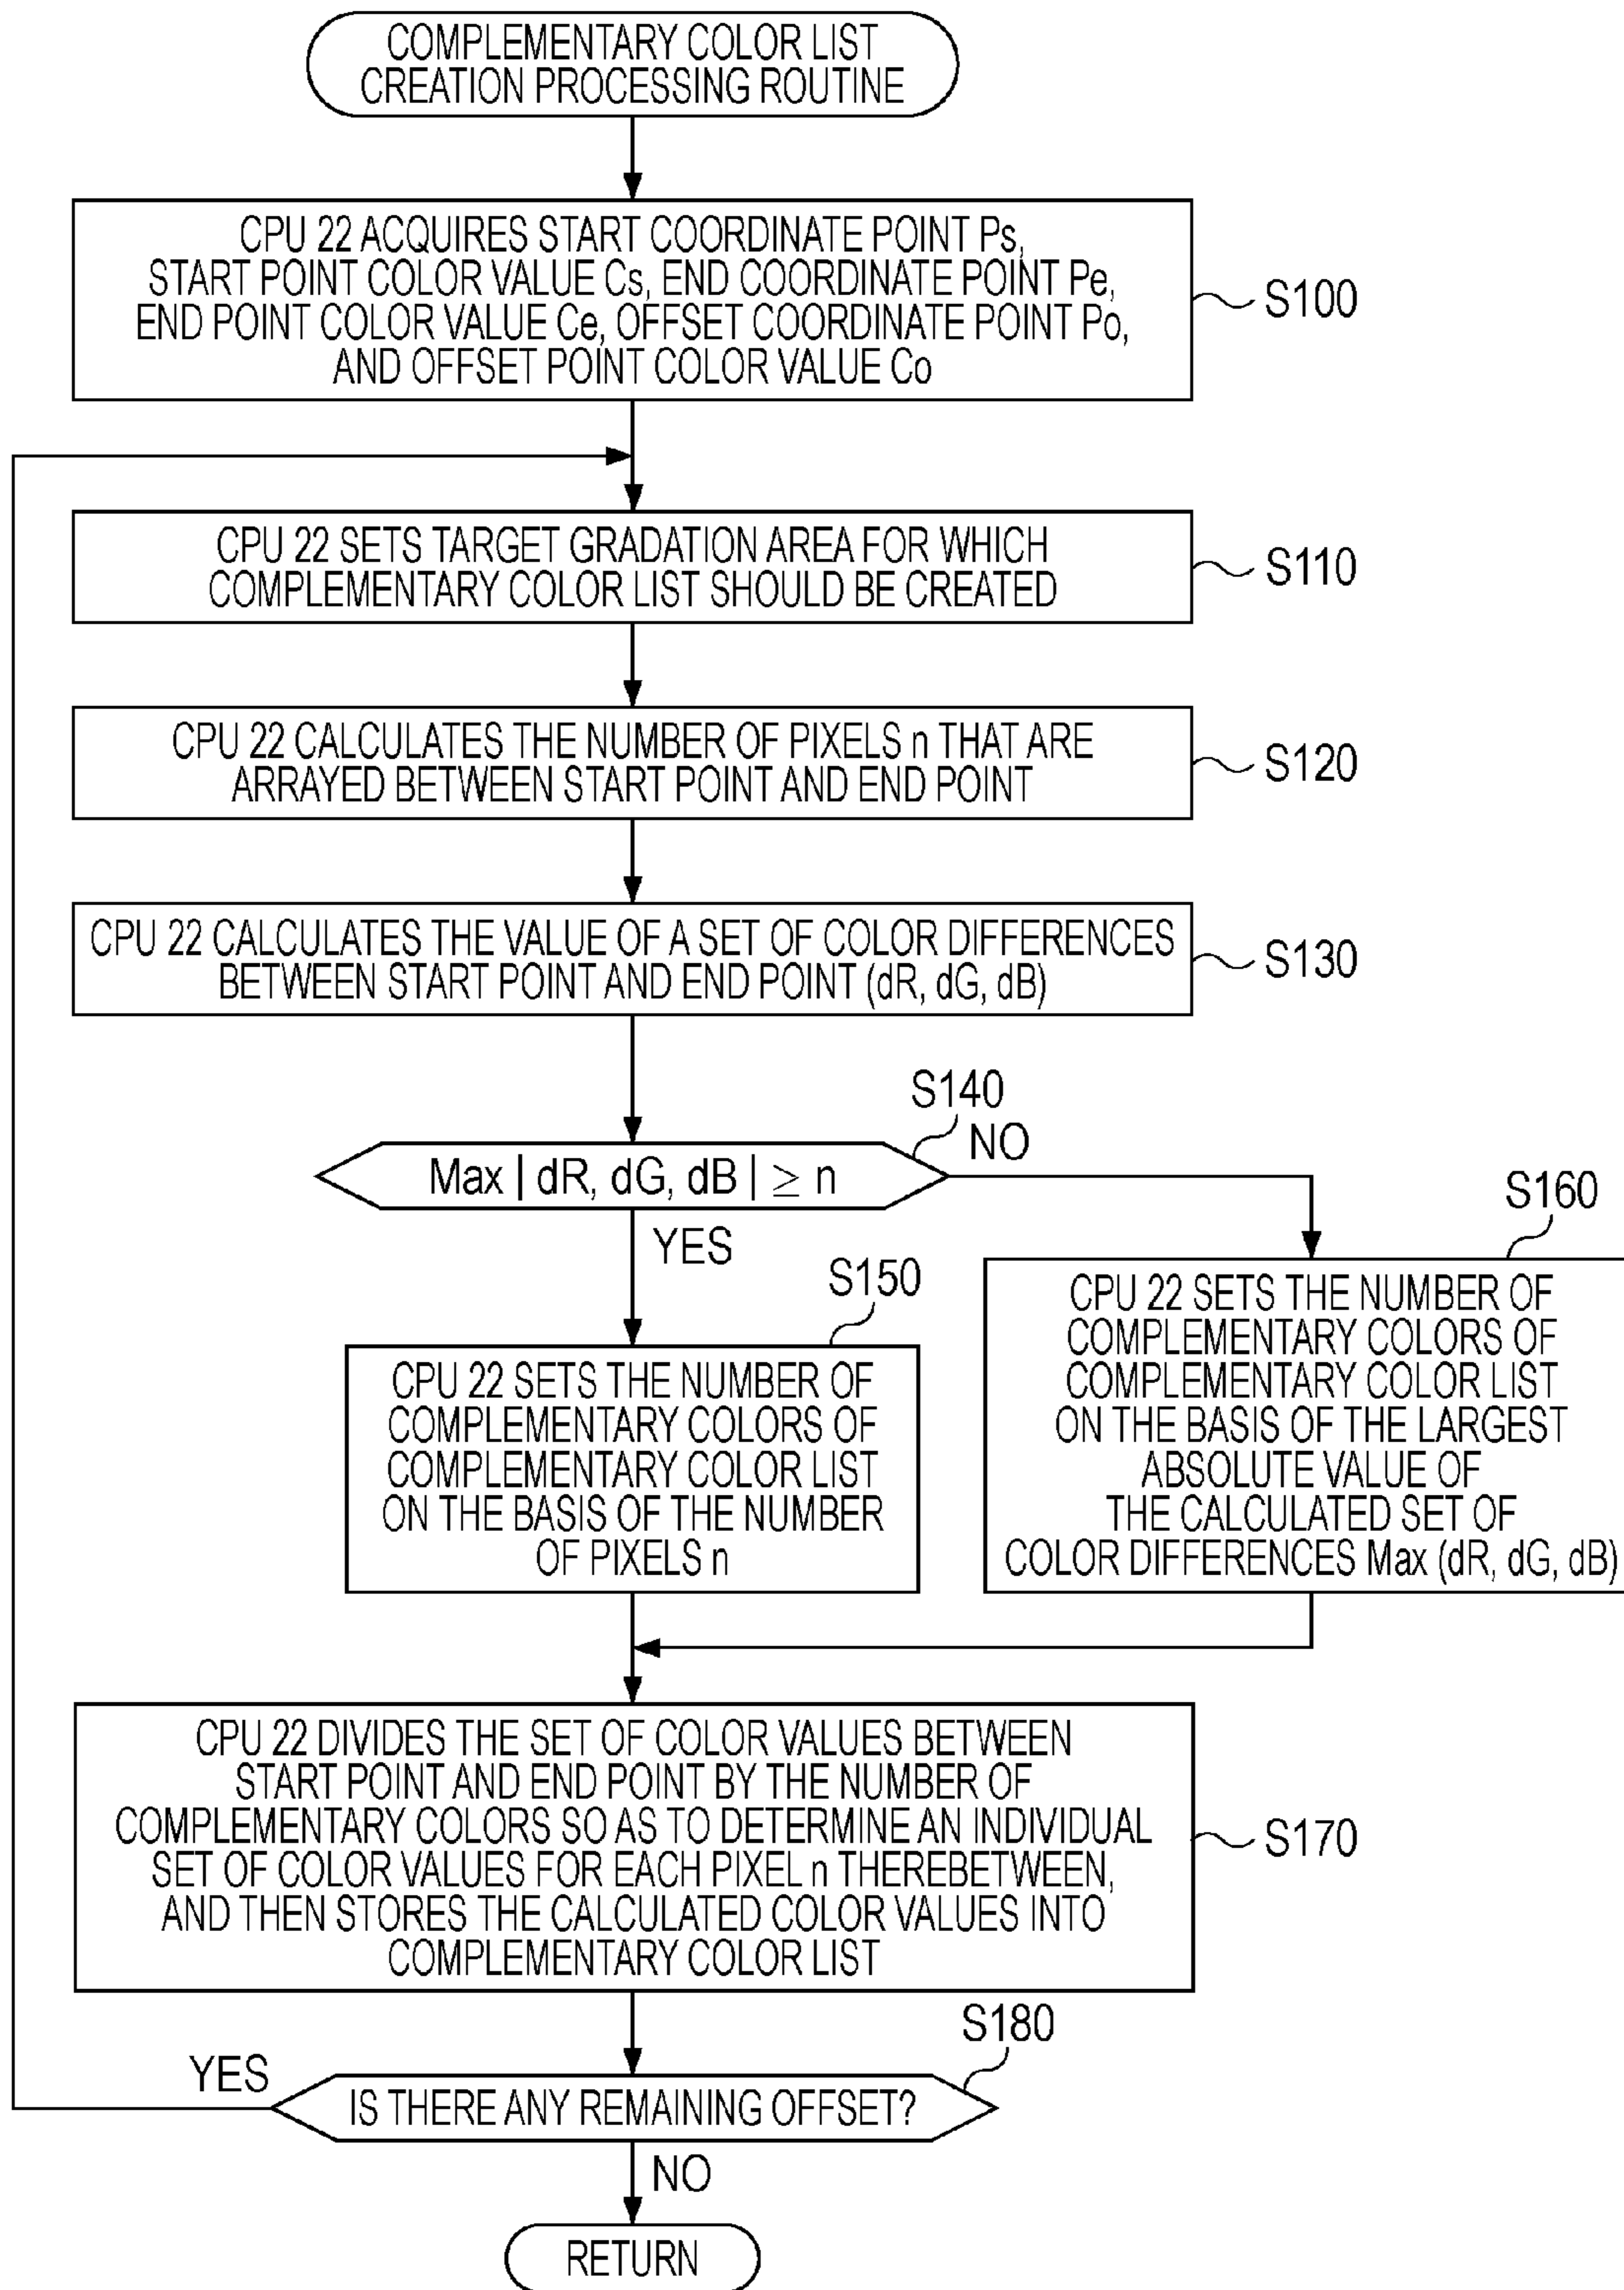 COMPLEMENTARY COLOR LIST
CREATION PROCESSING ROUTINE
CPU 22 ACQUIRES START COORDINATE POINT Ps,
START POINT COLOR VALUE Cs, END COORDINATE POINT Pe,
END POINT COLOR VALUE Ce, OFFSET COORDINATE POINT Po,
AND OFFSET POINT COLOR VALUE Co
S100
CPU 22 SETS TARGET GRADATION AREA FOR WHICH
COMPLEMENTARY COLOR LIST SHOULD BE CREATED
S110
CPU 22 CALCULATES THE NUMBER OF PIXELS n THAT ARE
ARRAYED BETWEEN START POINT AND END POINT
S120
CPU 22 CALCULATES THE VALUE OF A SET OF COLOR DIFFERENCES
BETWEEN START POINT AND END POINT (dR, dG, dB)
S130
S140
Max | dR, dG, dB | ≥ n
NO
YES
S150
CPU 22 SETS THE NUMBER OF
COMPLEMENTARY COLORS OF
COMPLEMENTARY COLOR LIST
ON THE BASIS OF THE NUMBER
OF PIXELS n
S160
CPU 22 SETS THE NUMBER OF
COMPLEMENTARY COLORS OF
COMPLEMENTARY COLOR LIST
ON THE BASIS OF THE LARGEST
ABSOLUTE VALUE OF
THE CALCULATED SET OF
COLOR DIFFERENCES Max (dR, dG, dB)
CPU 22 DIVIDES THE SET OF COLOR VALUES BETWEEN
START POINT AND END POINT BY THE NUMBER OF
COMPLEMENTARY COLORS SO AS TO DETERMINE AN INDIVIDUAL
SET OF COLOR VALUES FOR EACH PIXEL n THEREBETWEEN,
AND THEN STORES THE CALCULATED COLOR VALUES INTO
COMPLEMENTARY COLOR LIST
S170
S180
YES
IS THERE ANY REMAINING OFFSET?
NO
RETURN